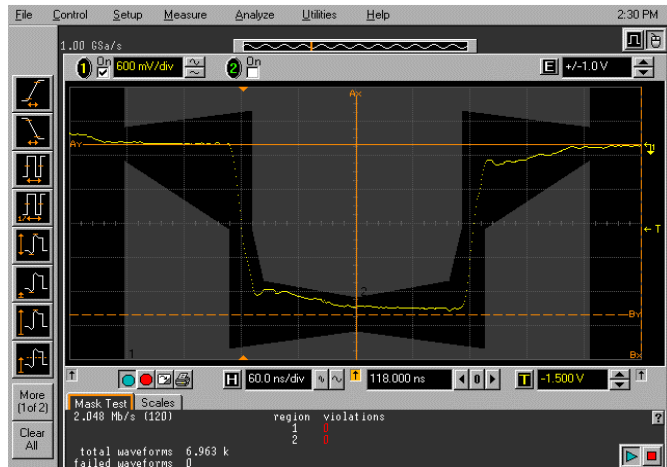 File Control Setup Measure Analyze Utilities Help 2:30 PM
1.00 GSa/s
1 On 600 mV/div 2 On E +/-1.0 V
Ax
Ay
1
T
2
By
1
Bx
More
(1of 2)
Clear
All
H 60.0 ns/div 118.000 ns 0 T -1.500 V
Mask Test Scales
2.048 Mb/s (120) region violations
1 0
2 0
total waveforms 6.963 k
failed waveforms 0
?